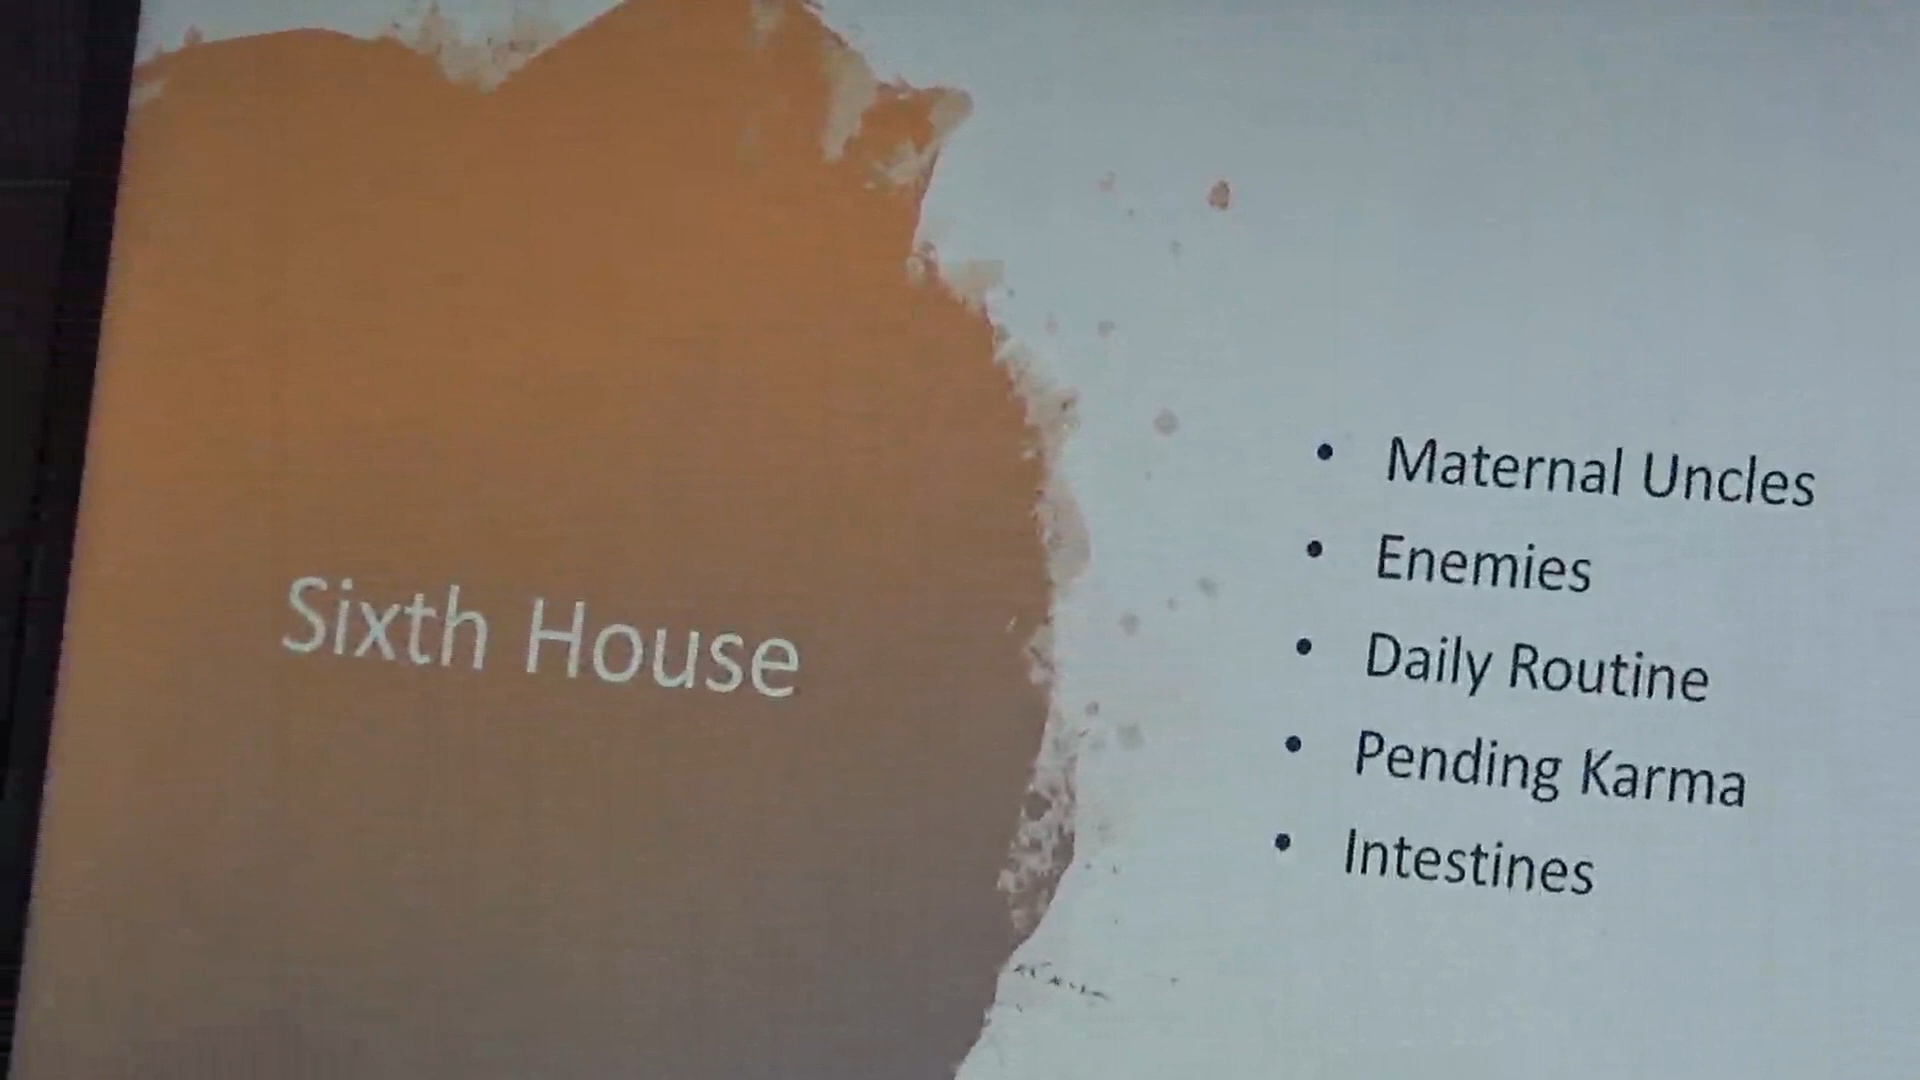 Sixth House
• Maternal Uncles
• Enemies
• Daily Routine
• Pending Karma
• Intestines